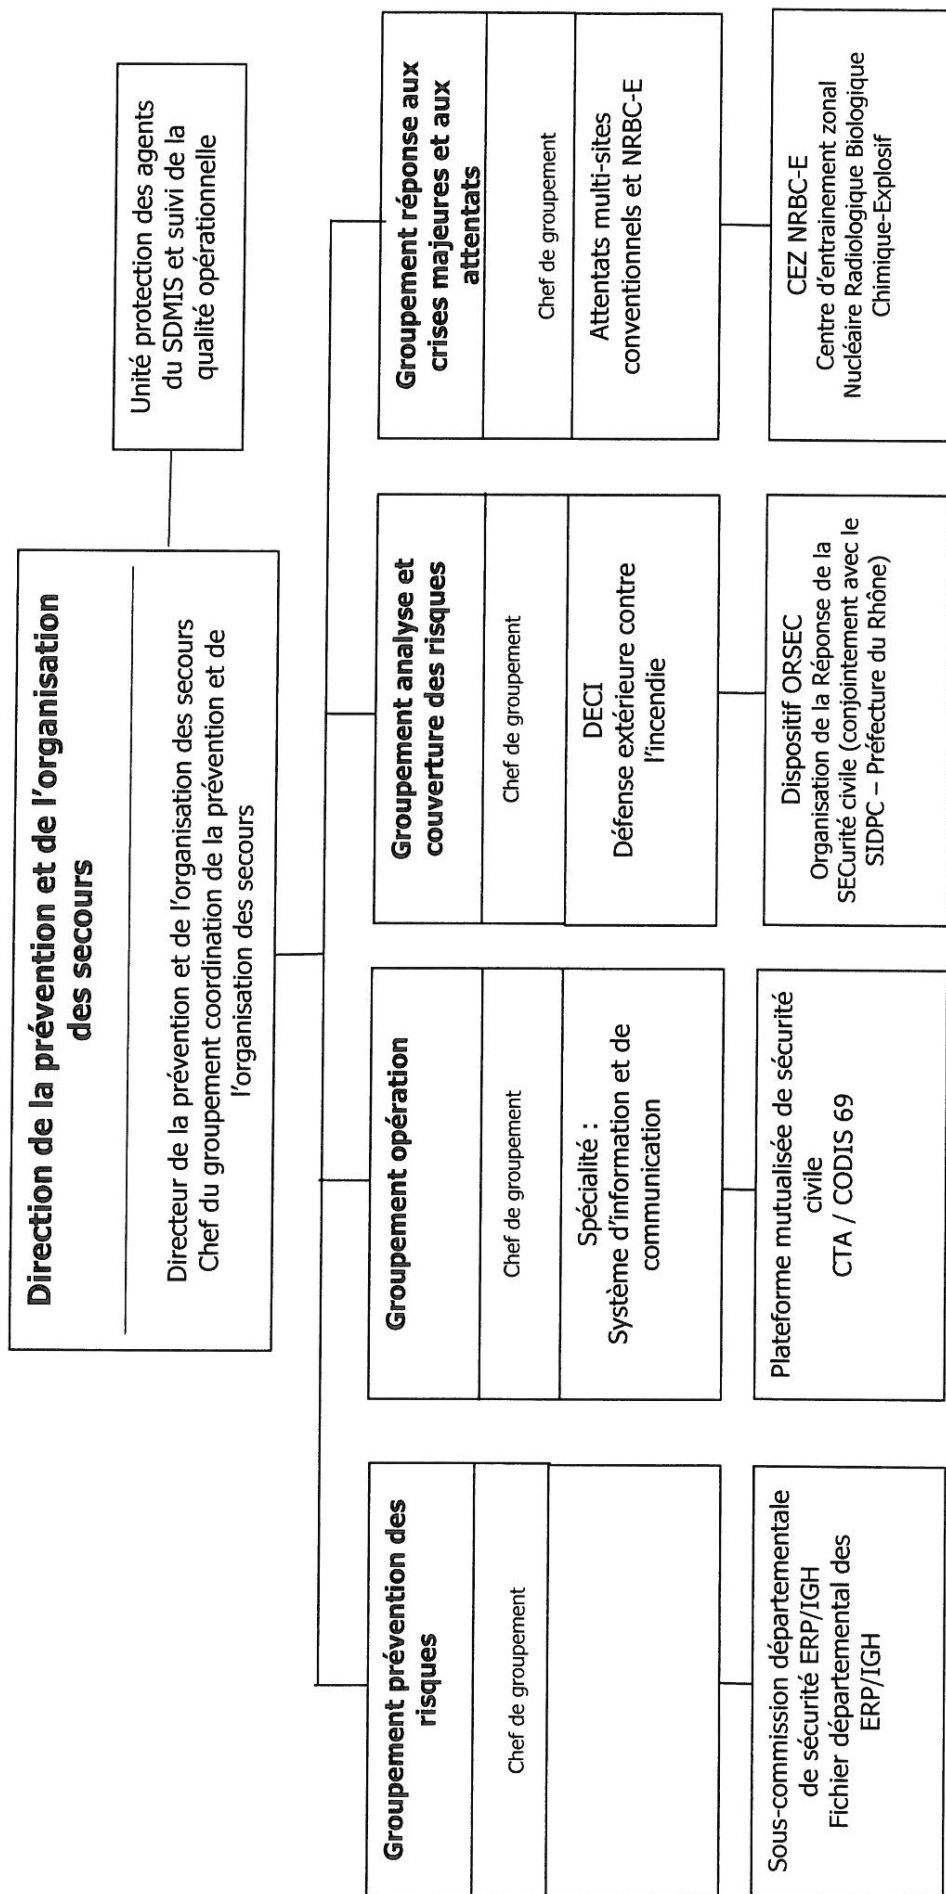 Direction de la prévention et de l'organisation
des secours
Directeur de la prévention et de l'organisation des secours
Chef du groupement coordination de la prévention et de
l'organisation des secours
Unité protection des agents
du SDMIS et suivi de la
qualité opérationnelle
Groupement prévention des
risques
Chef de groupement
Sous-commission départementale
de sécurité ERP/IGH
Fichier départemental des
ERP/IGH
Groupement opération
Chef de groupement
Spécialité :
Système d'information et de
communication
Plateforme mutualisée de sécurité
civile
CTA / CODIS 69
Groupement analyse et
couverture des risques
Chef de groupement
DECI
Défense extérieure contre
l'incendie
Dispositif ORSEC
Organisation de la Réponse de la
SECurité civile (conjointement avec le
SIDPC – Préfecture du Rhône)
Groupement réponse aux
crises majeures et aux
attentats
Chef de groupement
Attentats multi-sites
conventionnels et NRBC-E
CEZ NRBC-E
Centre d'entrainement zonal
Nucléaire Radiologique Biologique
Chimique-Explosif